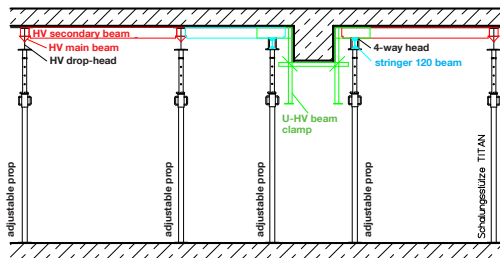 HV secondary beam
HV main beam
HV drop-head
4-way head
stringer 120 beam
U-HV beam
clamp
adjustable prop
adjustable prop
adjustable prop
adjustable prop
Schalungsstütze TITAN